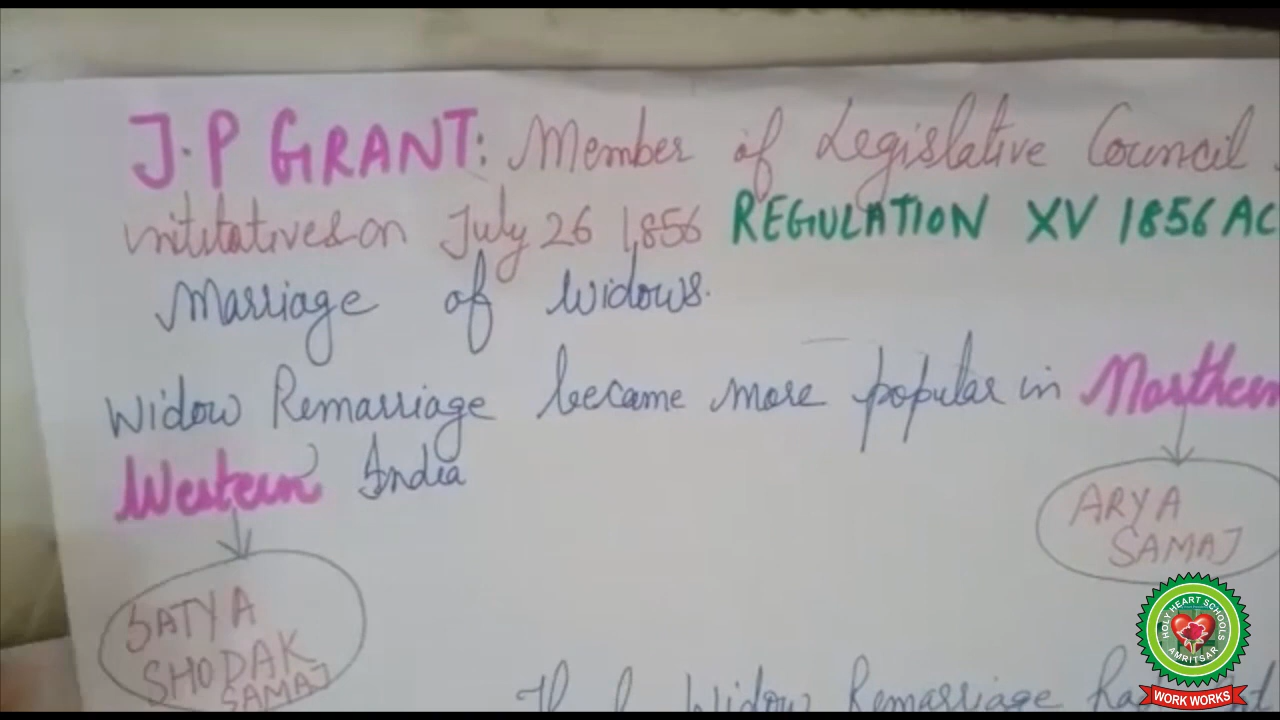 J.P GRANT: Member of Legislative Council
initiatives on July 26 1,856 REGULATION XV 1856 AC
Marriage of Widows.
Widow Remarriage became more popular in Northern
Western India
ARYA
SAMAJ
SATYA
SHODAK
SAMAJ
Widow Remarriage
HOLY HEART SCHOOLS
AMRITSAR
WORK WORKS